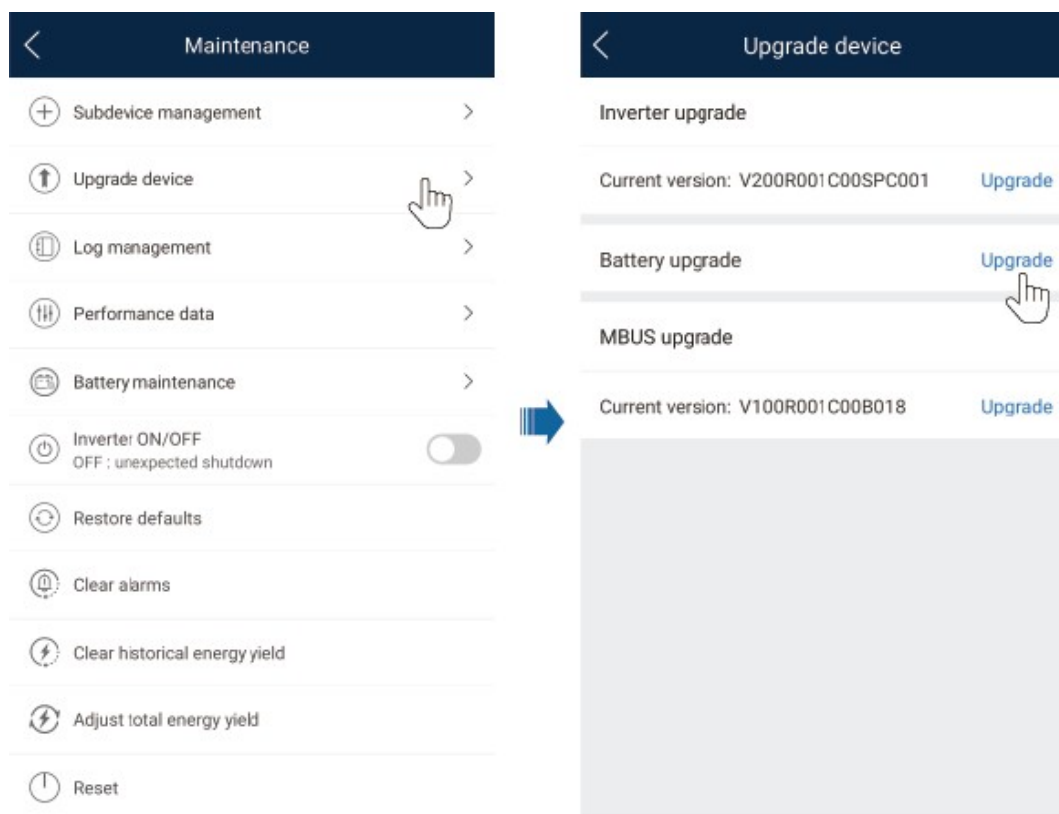 Maintenance
Subdevice management
Upgrade device
Log management
Performance data
Battery maintenance
Inverter ON/OFF
OFF : unexpected shutdown
Restore defaults
Clear alarms
Clear historical energy yield
Adjust total energy yield
Reset
Upgrade device
Inverter upgrade
Current version: V200R001C00SPC001 Upgrade
Battery upgrade Upgrade
MBUS upgrade
Current version: V100R001C00B018 Upgrade